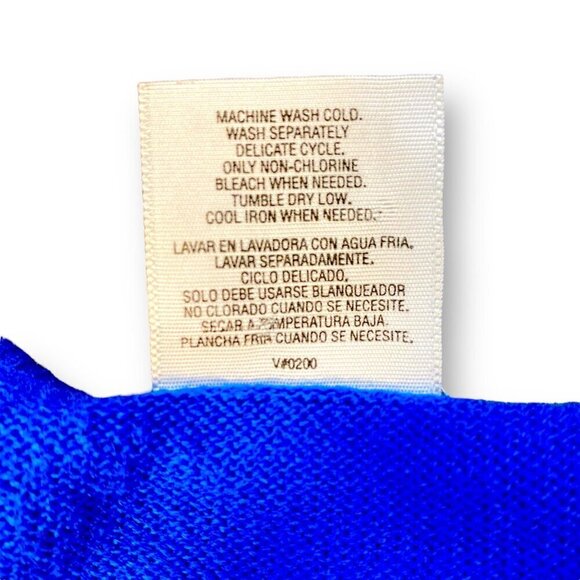 MACHINE WASH COLD.
WASH SEPARATELY
DELICATE CYCLE.
ONLY NON-CHLORINE
BLEACH WHEN NEEDED.
TUMBLE DRY LOW.
COOL IRON WHEN NEEDED.
LAVAR EN LAVADORA CON AGUA FRIA.
LAVAR SEPARADAMENTE.
CICLO DELICADO.
SOLO DEBE USARSE BLANQUEADOR
NO CLORADO CUANDO SE NECESITE.
SECAR A TEMPERATURA BAJA.
PLANCHA FRIA CUANDO SE NECESITE.
V#0200